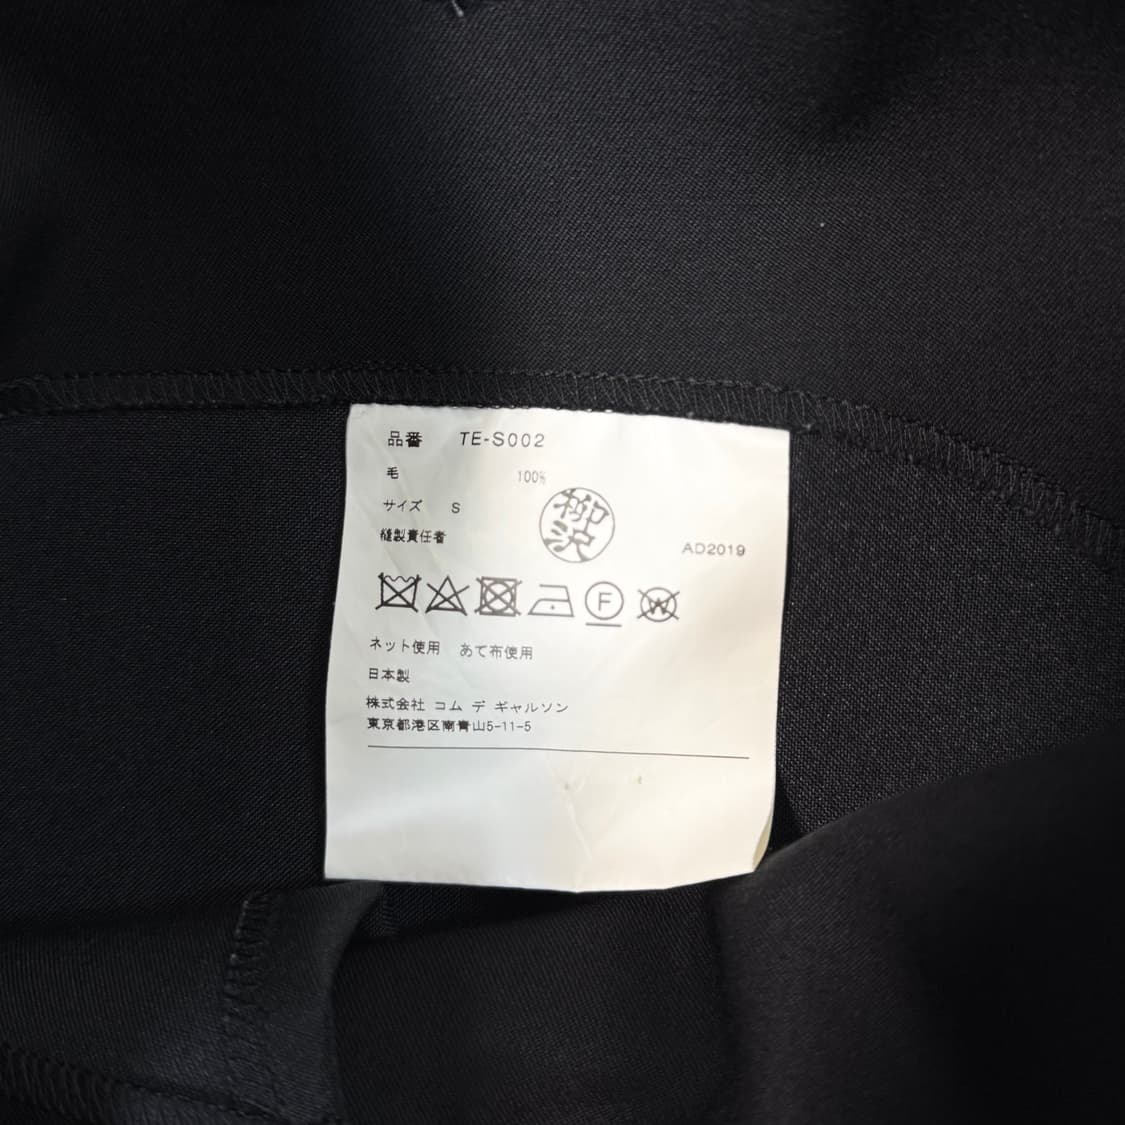 品番 TE-S002
毛 100%
サイズ S
縫製責任者 柳沢 AD2019
F W
ネット使用 あて布使用
日本製
株式会社 コム デ ギャルソン
東京都港区南青山5-11-5